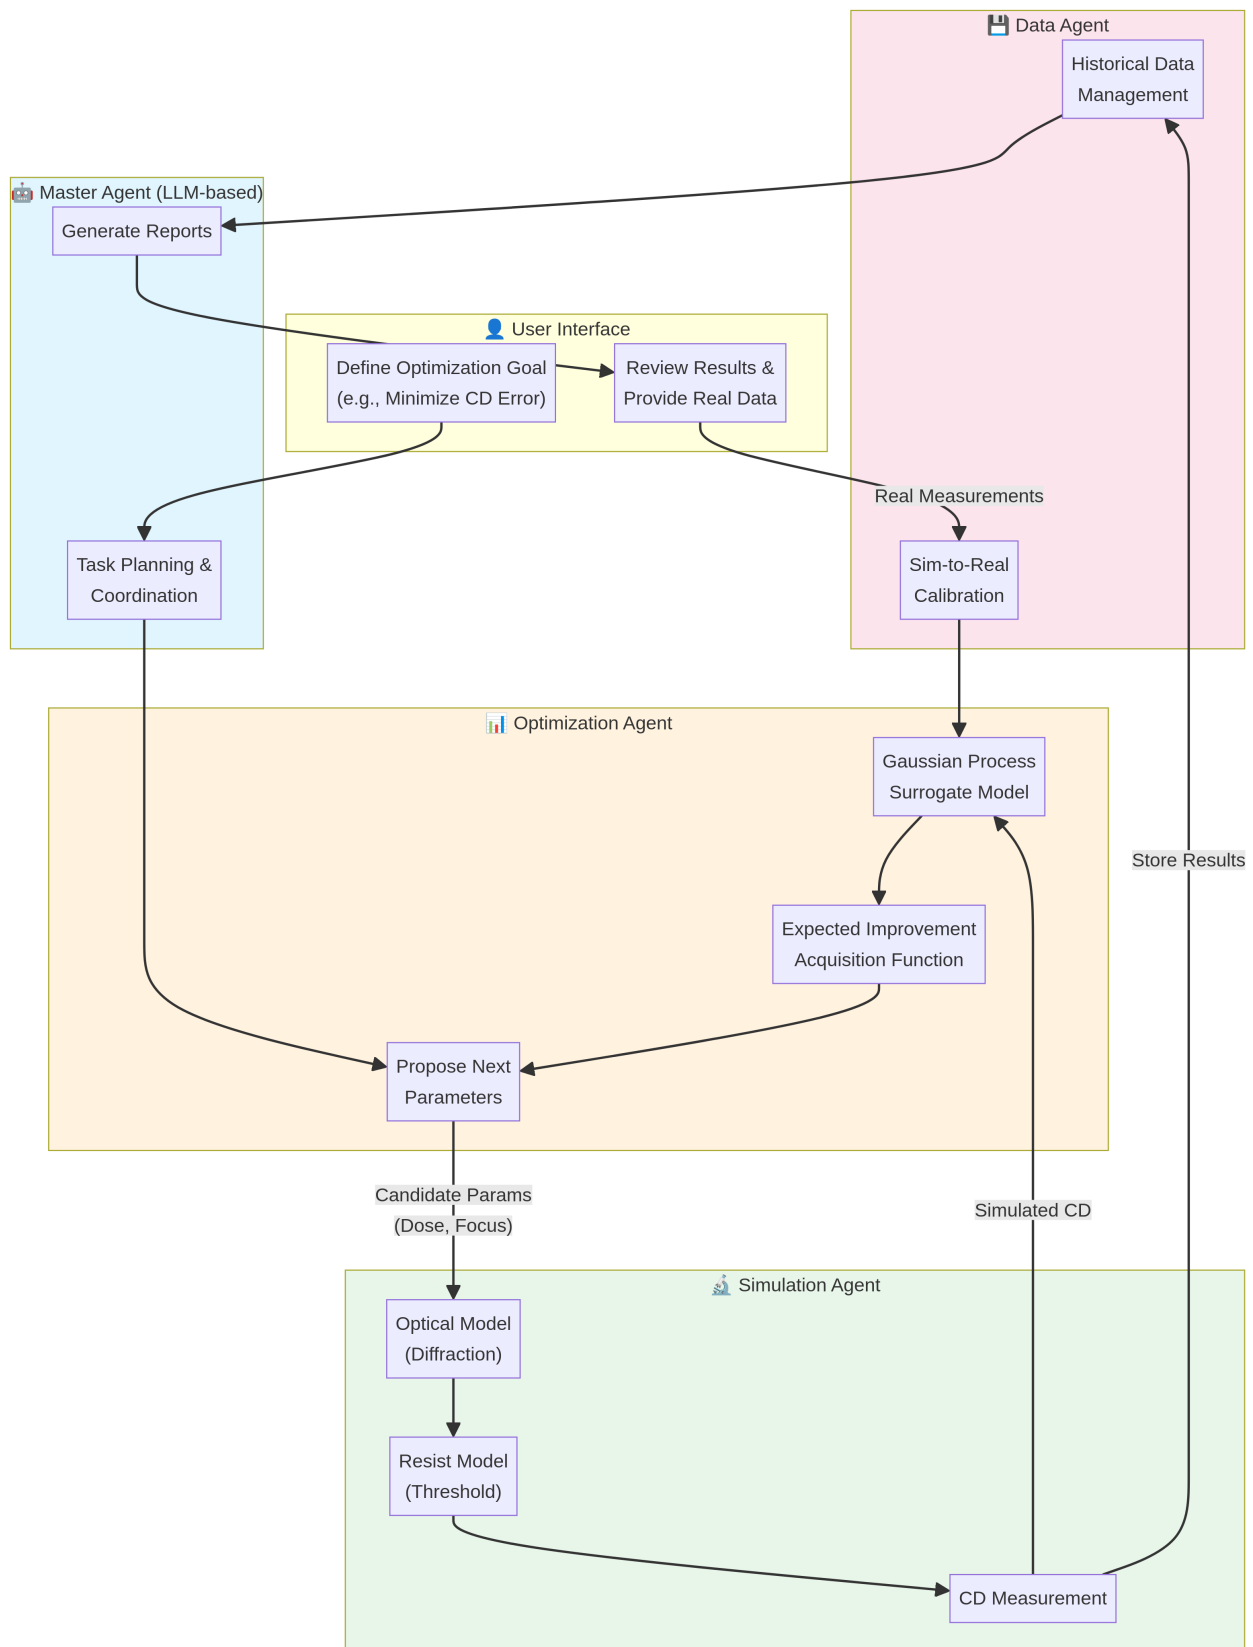 💾 Data Agent
Historical Data
Management
🤖 Master Agent (LLM-based)
Generate Reports
👤 User Interface
Define Optimization Goal
(e.g., Minimize CD Error)
Review Results &
Provide Real Data
Real Measurements
Task Planning &
Coordination
Sim-to-Real
Calibration
📊 Optimization Agent
Gaussian Process
Surrogate Model
Store Results
Expected Improvement
Acquisition Function
Propose Next
Parameters
Candidate Params
(Dose, Focus)
Simulated CD
🔬 Simulation Agent
Optical Model
(Diffraction)
Resist Model
(Threshold)
CD Measurement